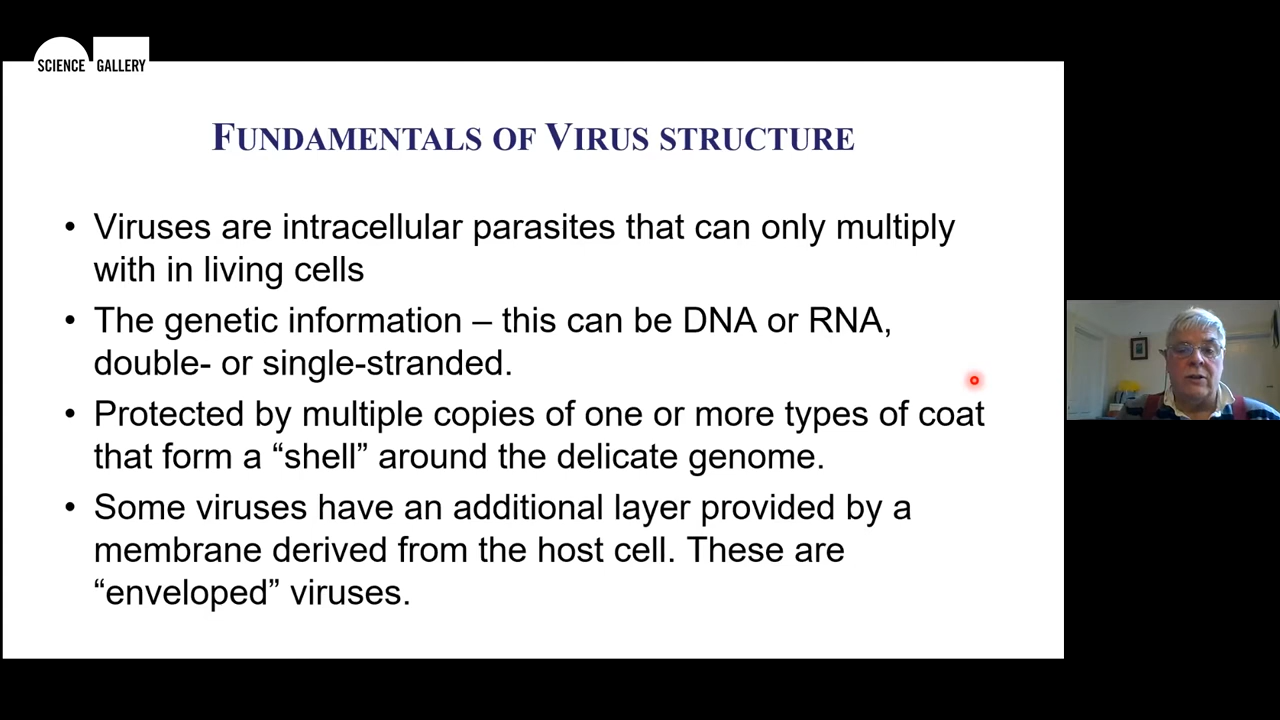 SCIENCE GALLERY
FUNDAMENTALS OF VIRUS STRUCTURE
• Viruses are intracellular parasites that can only multiply
with in living cells
• The genetic information – this can be DNA or RNA,
double- or single-stranded.
• Protected by multiple copies of one or more types of coat
that form a “shell” around the delicate genome.
• Some viruses have an additional layer provided by a
membrane derived from the host cell. These are
“enveloped” viruses.